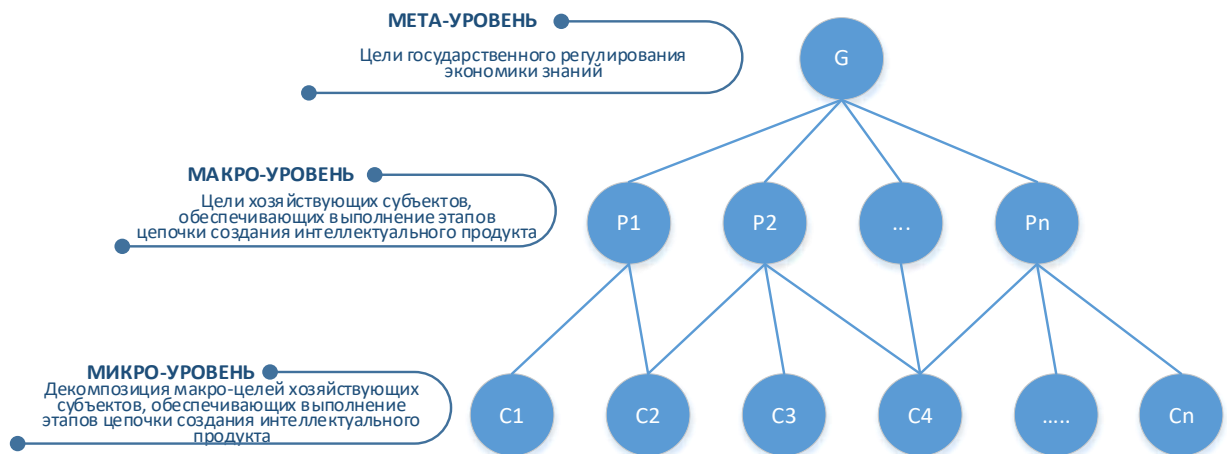 МЕТА-УРОВЕНЬ
Цели государственного регулирования
экономики знаний
G
МАКРО-УРОВЕНЬ
Цели хозяйствующих субъектов,
обеспечивающих выполнение этапов
цепочки создания интеллектуального продукта
P1
P2
...
Pn
МИКРО-УРОВЕНЬ
Декомпозиция макро-целей хозяйствующих
субъектов, обеспечивающих выполнение
этапов цепочки создания интеллектуального
продукта
C1
C2
C3
C4
.....
Cn